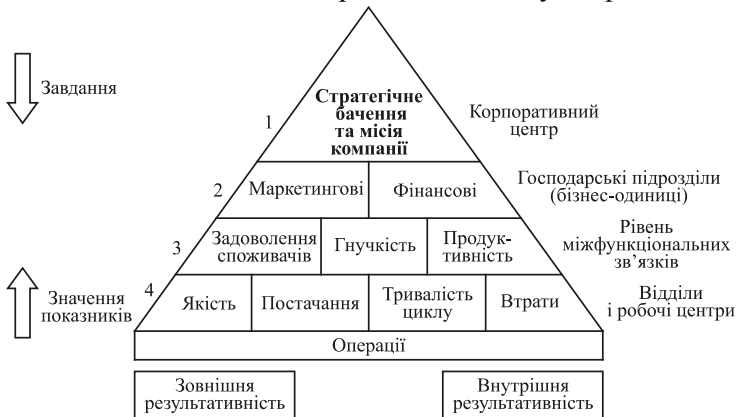 Завдання
1
Стратегічне
бачення
та місія
компанії
Корпоративний
центр
2
Маркетингові
Фінансові
Господарські підрозділи
(бізнес-одиниці)
3
Задоволення
споживачів
Гнучкість
Продук-
тивність
Рівень
міжфункціональних
зв’язків
Значення
показників
4
Якість
Постачання
Тривалість
циклу
Втрати
Відділи
і робочі центри
Операції
Зовнішня
результативність
Внутрішня
результативність